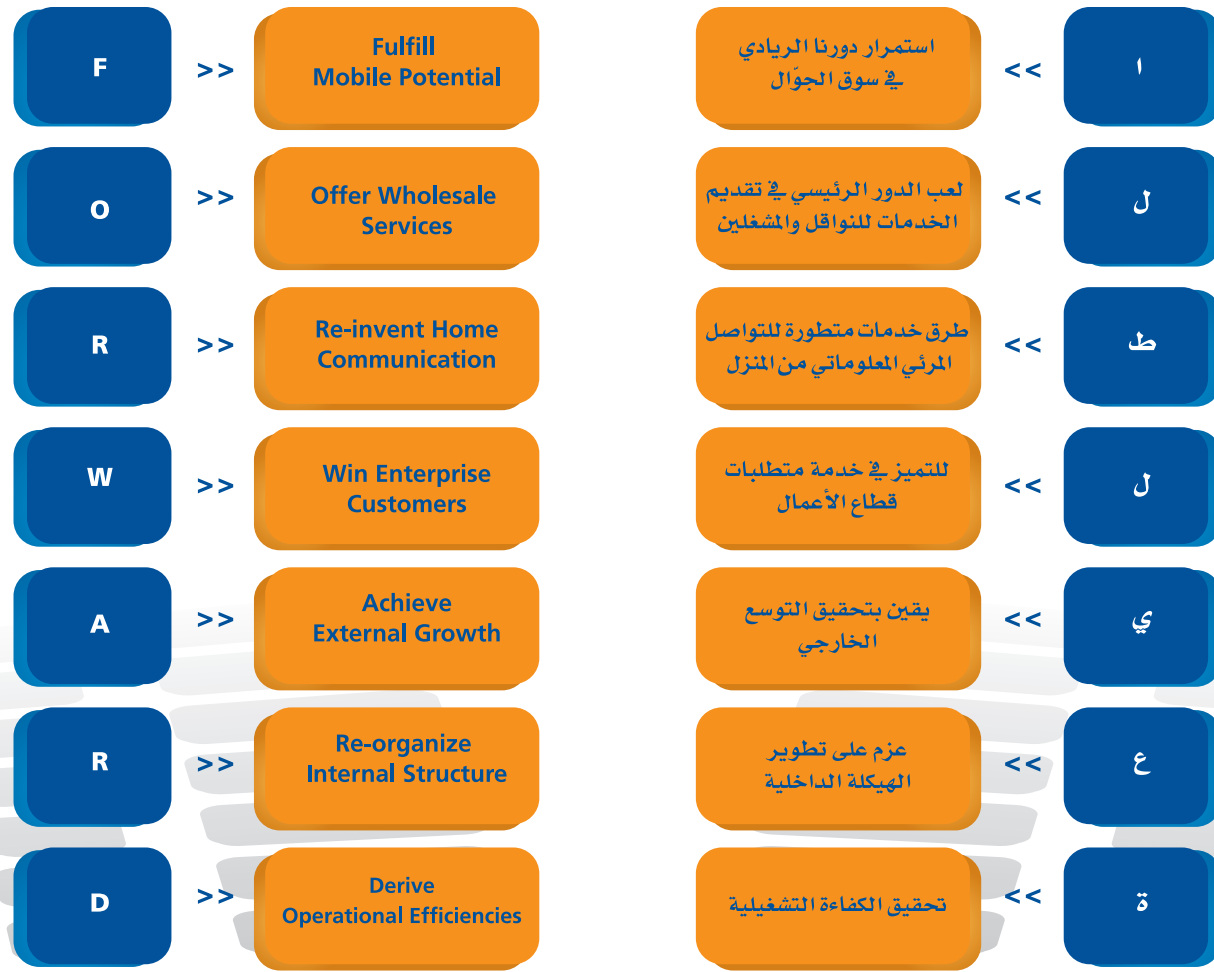 F
>>
Fulfill
Mobile Potential
استمرار دورنا الريادي
في سوق الجوّال
<<
ا
O
>>
Offer Wholesale
Services
لعب الدور الرئيسي في تقديم
الخدمات للنواقل والمشغلين
<<
ل
R
>>
Re-invent Home
Communication
طرق خدمات متطورة للتواصل
المرئي المعلوماتي من المنزل
<<
ط
W
>>
Win Enterprise
Customers
للتميز في خدمة متطلبات
قطاع الأعمال
<<
ل
A
>>
Achieve
External Growth
يقين بتحقيق التوسع
الخارجي
<<
ي
R
>>
Re-organize
Internal Structure
عزم على تطوير
الهيكلة الداخلية
<<
ع
D
>>
Derive
Operational Efficiencies
تحقيق الكفاءة التشغيلية
<<
ة